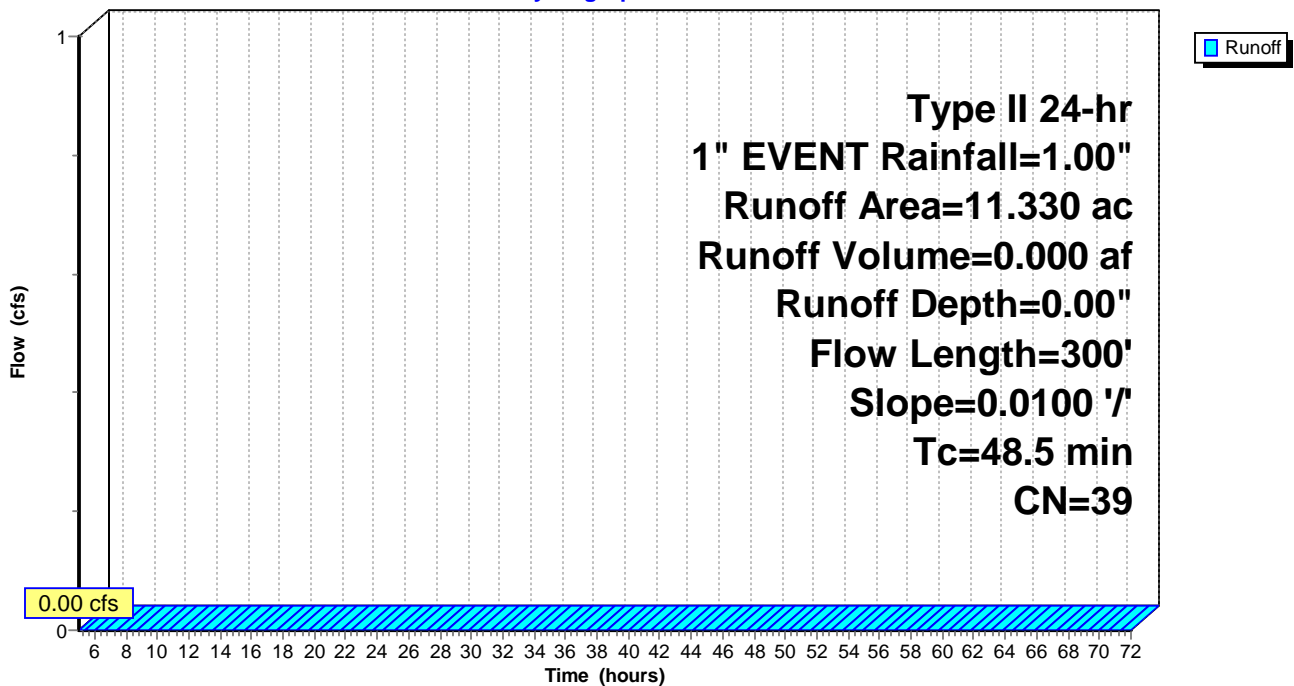 Runoff
1
Type II 24-hr
1" EVENT Rainfall=1.00"
Runoff Area=11.330 ac
Runoff Volume=0.000 af
Runoff Depth=0.00"
Flow Length=300'
Slope=0.0100 '/'
Tc=48.5 min
CN=39
Flow (cfs)
0.00 cfs
0
6 8 10 12 14 16 18 20 22 24 26 28 30 32 34 36 38 40 42 44 46 48 50 52 54 56 58 60 62 64 66 68 70 72
Time (hours)